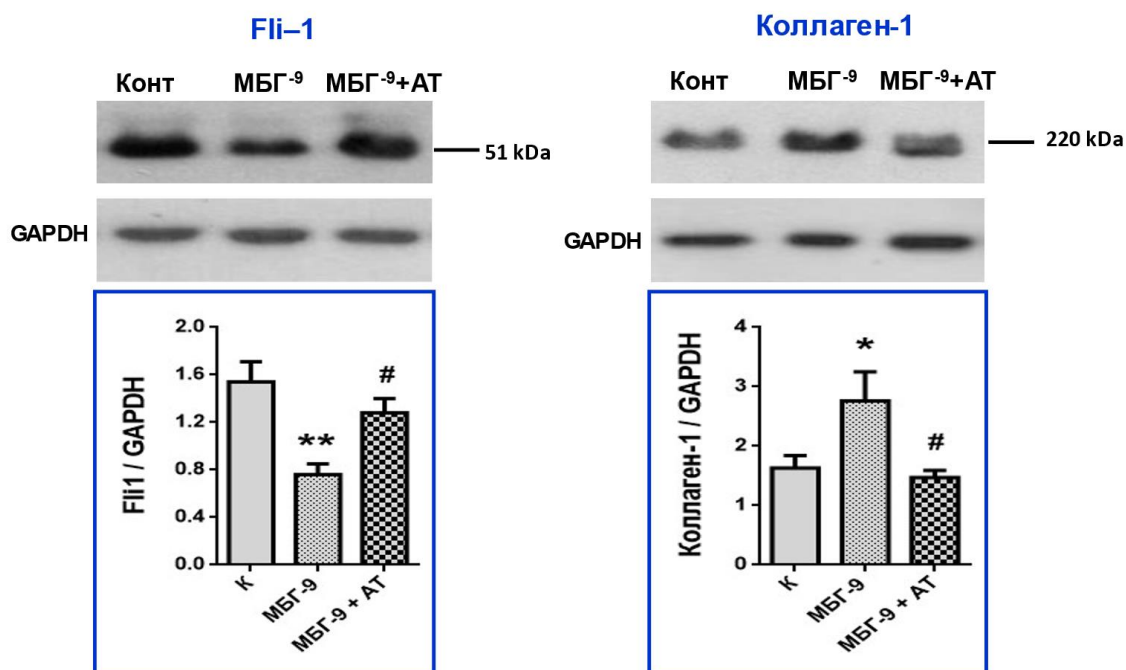 Fli–1
Конт МБГ-9 МБГ-9+АТ
51 kDa
GAPDH
Fli1 / GAPDH
2.0
1.6
1.2
0.8
0.4
0.0
**
#
К
МБГ-9
МБГ-9 + АТ
Коллаген-1
Конт МБГ-9 МБГ-9+АТ
220 kDa
GAPDH
Коллаген-1 / GAPDH
4
3
2
1
0
*
#
К
МБГ-9
МБГ-9 + АТ